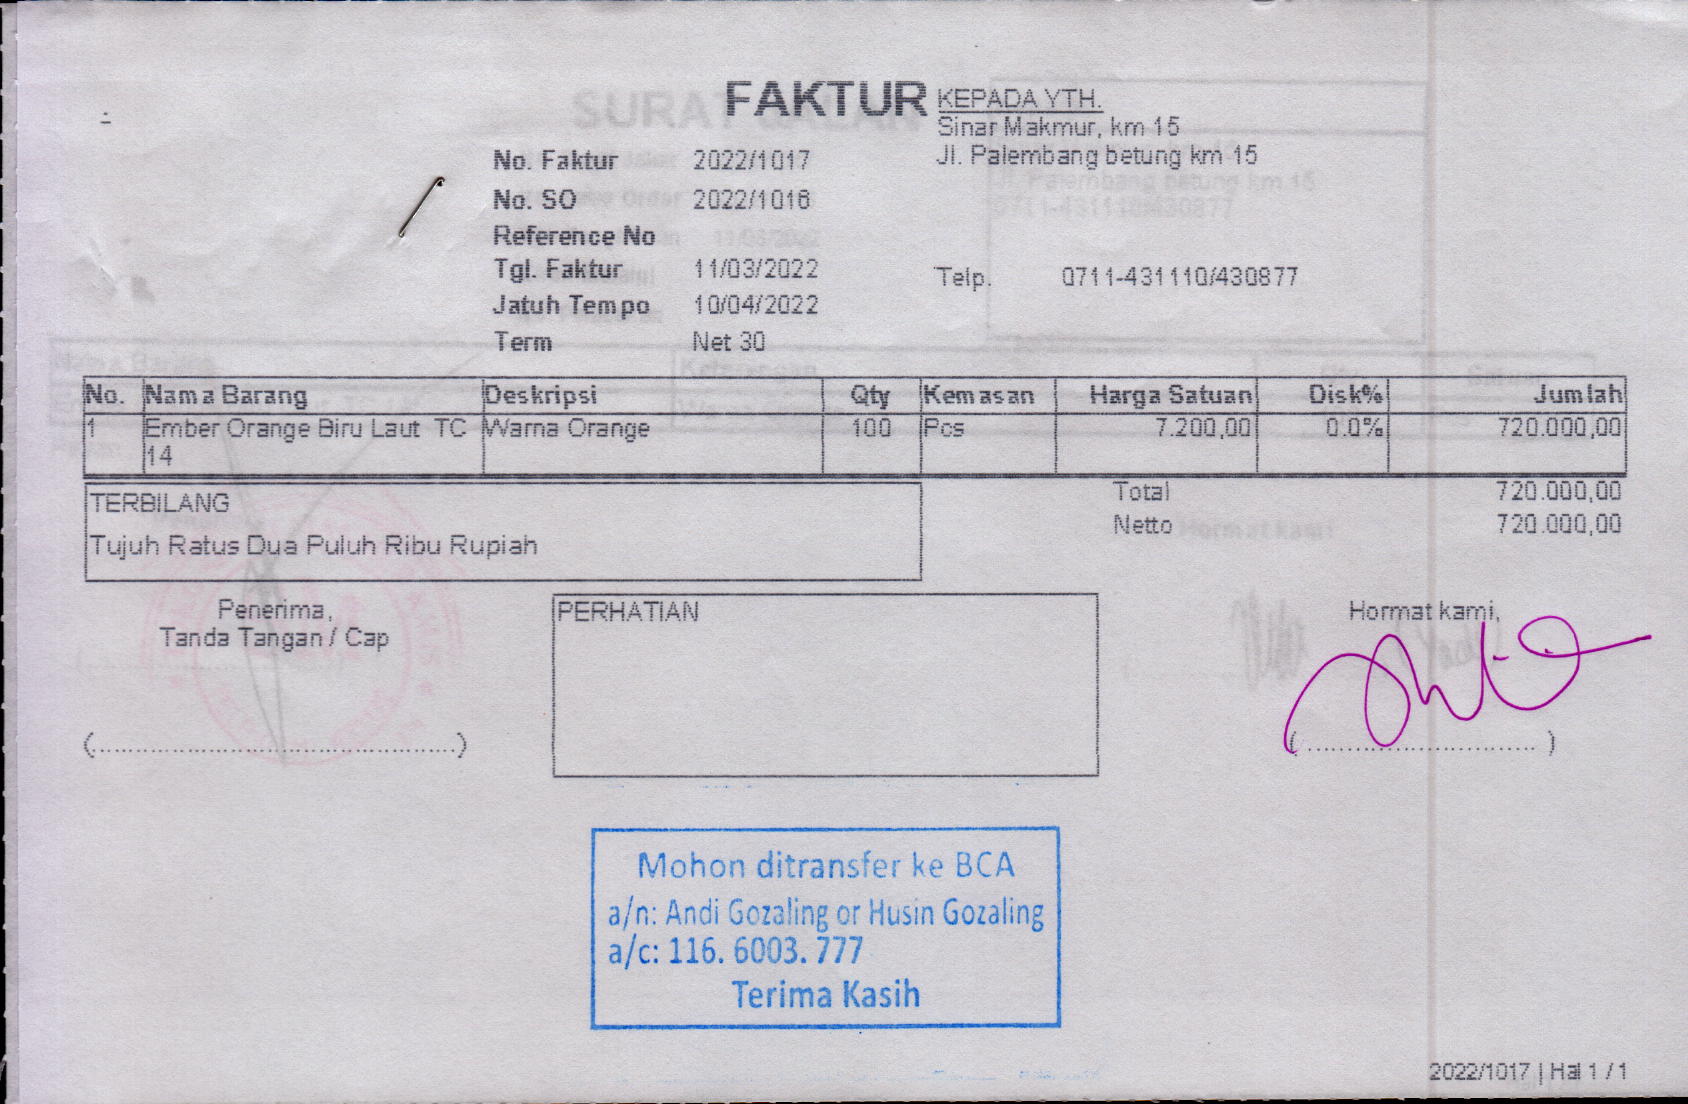 FAKTUR
KEPADA YTH.
Sinar Makmur, km 15
Jl. Palembang betung km 15
Telp. 0711-431110/430877
No. Faktur 2022/1017
No. SO 2022/1016
Reference No
Tgl. Faktur 11/03/2022
Jatuh Tempo 10/04/2022
Term Net 30
No. Nama Barang Deskripsi Qty Kemasan Harga Satuan Disk% Jumlah
1 Ember Orange Biru Laut TC Warna Orange 100 Pcs 7.200,00 0.0% 720.000,00
14
TERBILANG
Tujuh Ratus Dua Puluh Ribu Rupiah
Total 720.000,00
Netto 720.000,00
Penerima,
Tanda Tangan / Cap
(..........................................................)
PERHATIAN
Hormat kami,
( ................................ )
Mohon ditransfer ke BCA
a/n: Andi Gozaling or Husin Gozaling
a/c: 116. 6003. 777
Terima Kasih
2022/1017 | Hal 1 / 1